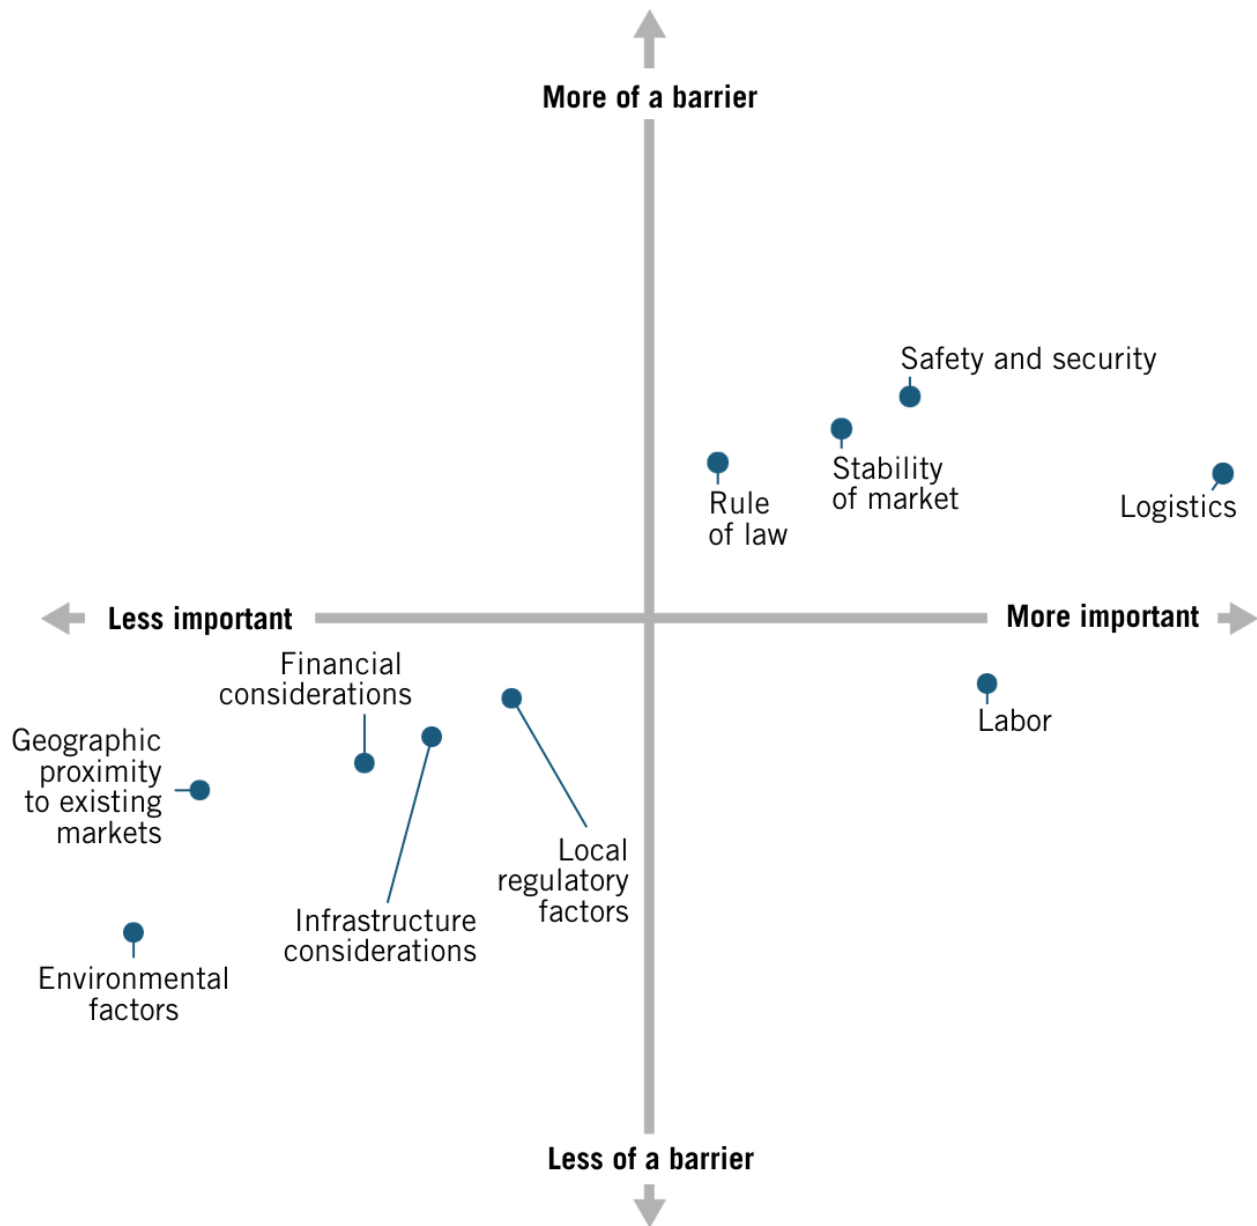 More of a barrier
Safety and security
Stability
of market
Rule
of law
Logistics
Less important
More important
Financial
considerations
Labor
Geographic
proximity
to existing
markets
Local
regulatory
factors
Infrastructure
considerations
Environmental
factors
Less of a barrier